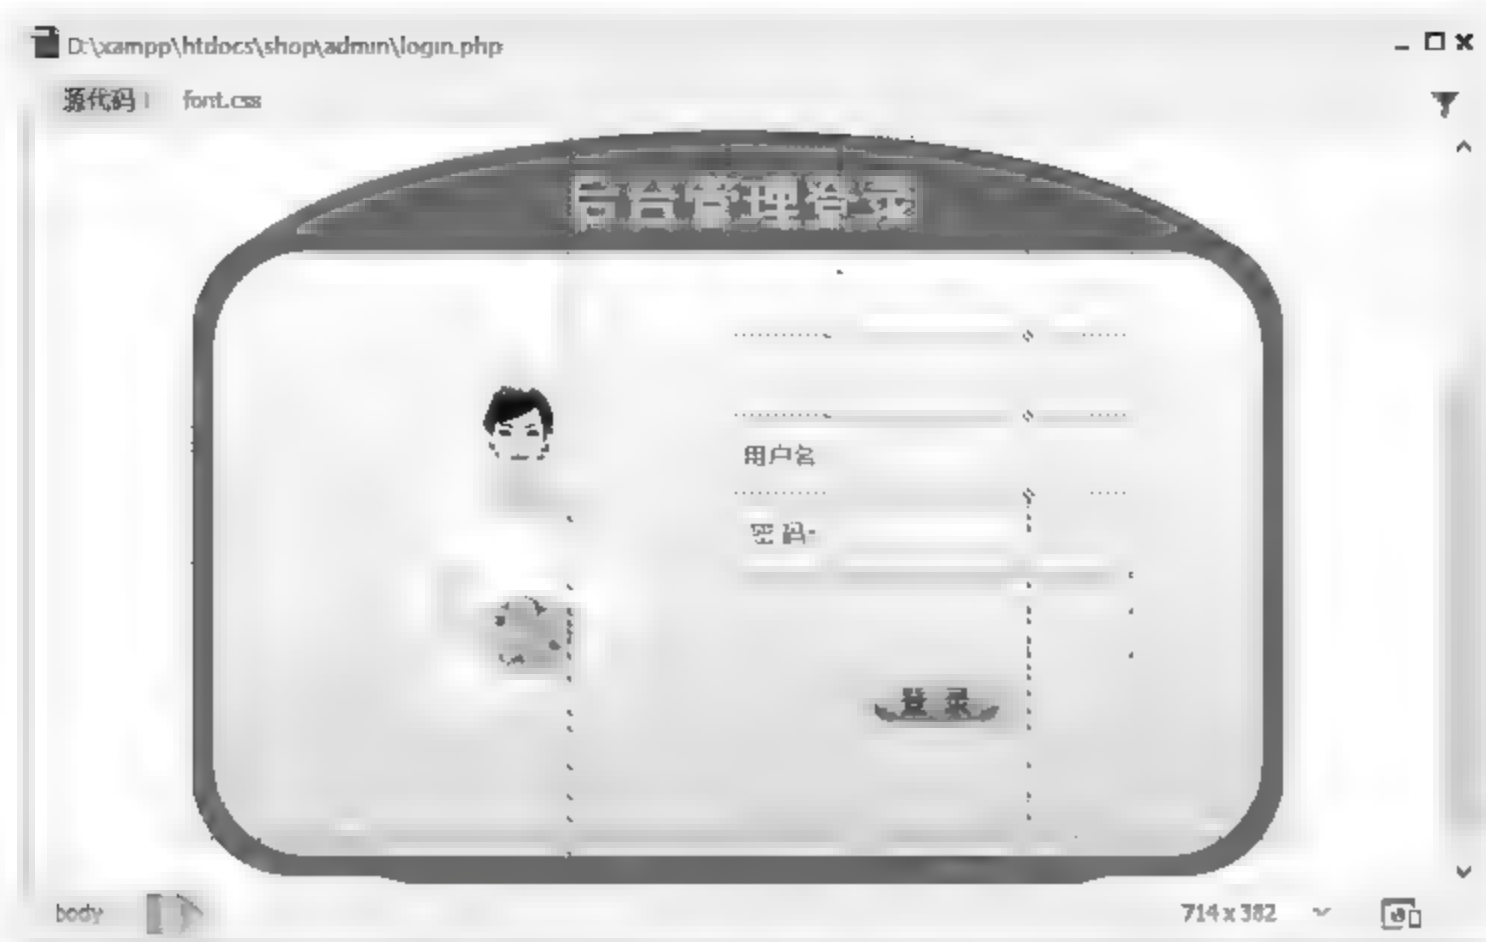 D:\xampp\htdocs\shop\admin\login.php
源代码 font.css
后台管理登录
用户名
密 码:
登 录
body 714 x 382